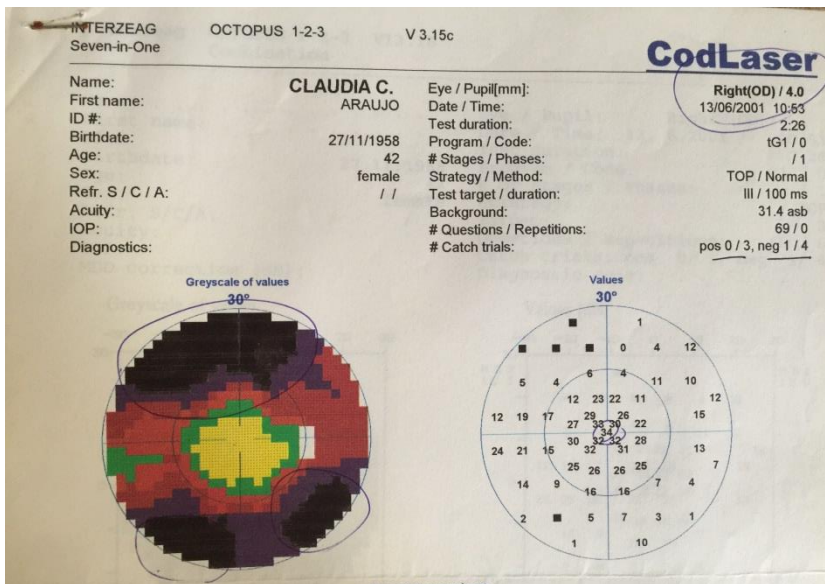 INTERZEAG OCTOPUS 1-2-3 V 3.15c
Seven-in-One
CodLaser
Name: CLAUDIA C.
First name: ARAUJO
ID #:
Birthdate: 27/11/1958
Age: 42
Sex: female
Refr. S / C / A: / /
Acuity:
IOP:
Diagnostics:
Eye / Pupil[mm]: Right(OD) / 4.0
Date / Time: 13/06/2001 10:53
Test duration: 2:26
Program / Code: tG1 / 0
# Stages / Phases: / 1
Strategy / Method: TOP / Normal
Test target / duration: III / 100 ms
Background: 31.4 asb
# Questions / Repetitions: 69 / 0
# Catch trials: pos 0 / 3, neg 1 / 4
Greyscale of values
30°
Values
30°
■ 1
■ ■ ■ 0 4 12
6 4
5 4 11 10
12 23 22 11 12
12 19 17 29 26 15
27 33 30 22
34
30 32 32 28
24 21 15 32 31 13
25 26 26 25 7
14 9 7 4
16 16
2 ■ 5 7 3 1
1 10